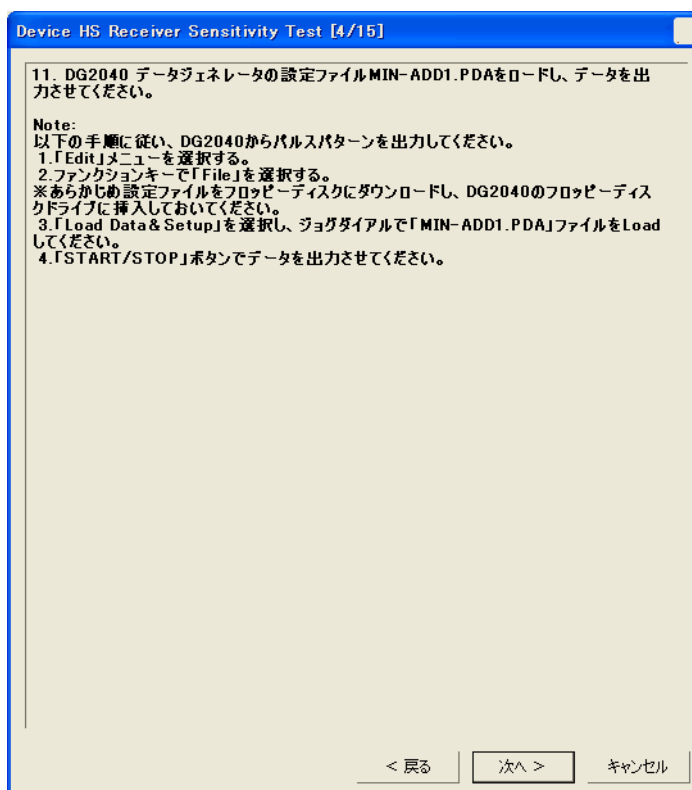 Device HS Receiver Sensitivity Test [4/15]
11. DG2040 データジェネレータの設定ファイルMIN-ADD1.PDAをロードし、データを出
力させてください。
Note:
以下の手順に従い、DG2040からパルスパターンを出力してください。
1.「Edit」メニューを選択する。
2.ファンクションキーで「File」を選択する。
※あらかじめ設定ファイルをフロッピーディスクにダウンロードし、DG2040のフロッピーディス
クドライブに挿入しておいてください。
3.「Load Data&Setup」を選択し、ジョグダイアルで「MIN-ADD1.PDA」ファイルをLoad
してください。
4.「START/STOP」ボタンでデータを出力させてください。
< 戻る
次へ >
キャンセル